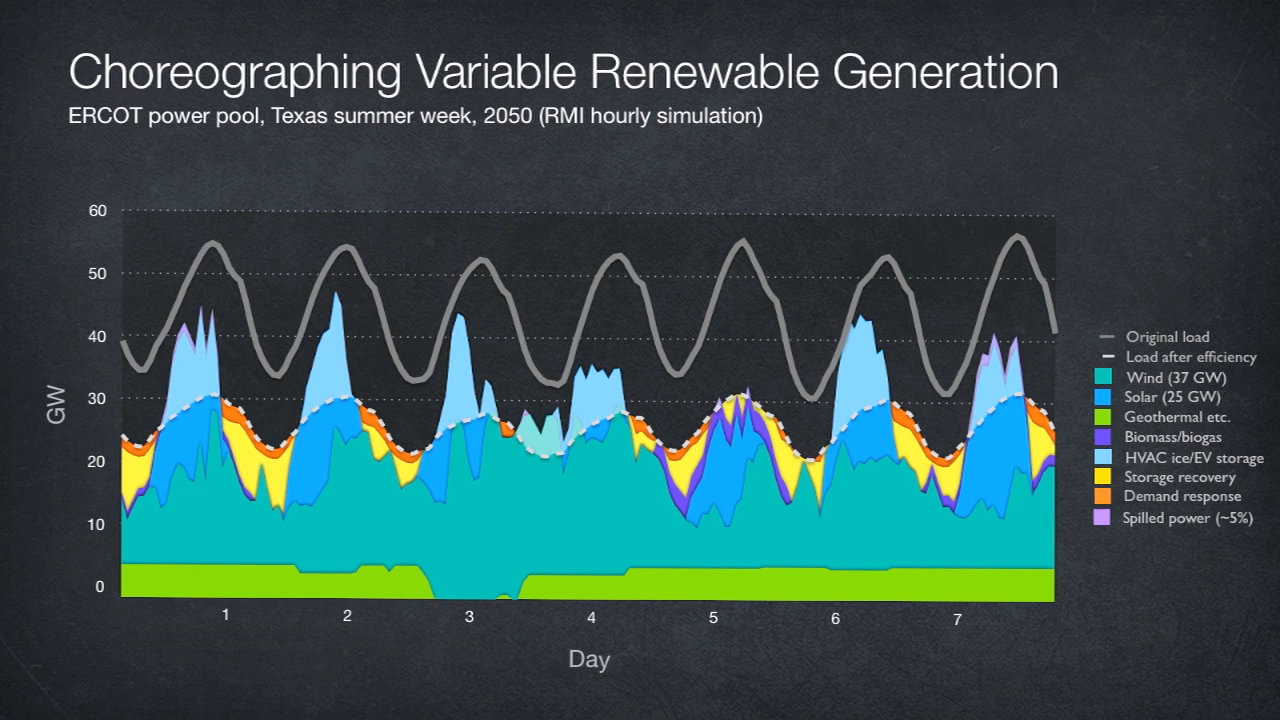 Choreographing Variable Renewable Generation
ERCOT power pool, Texas summer week, 2050 (RMI hourly simulation)
60
50
40
30
20
10
0
GW
1 2 3 4 5 6 7
Day
Original load
Load after efficiency
Wind (37 GW)
Solar (25 GW)
Geothermal etc.
Biomass/biogas
HVAC ice/EV storage
Storage recovery
Demand response
Spilled power (~5%)